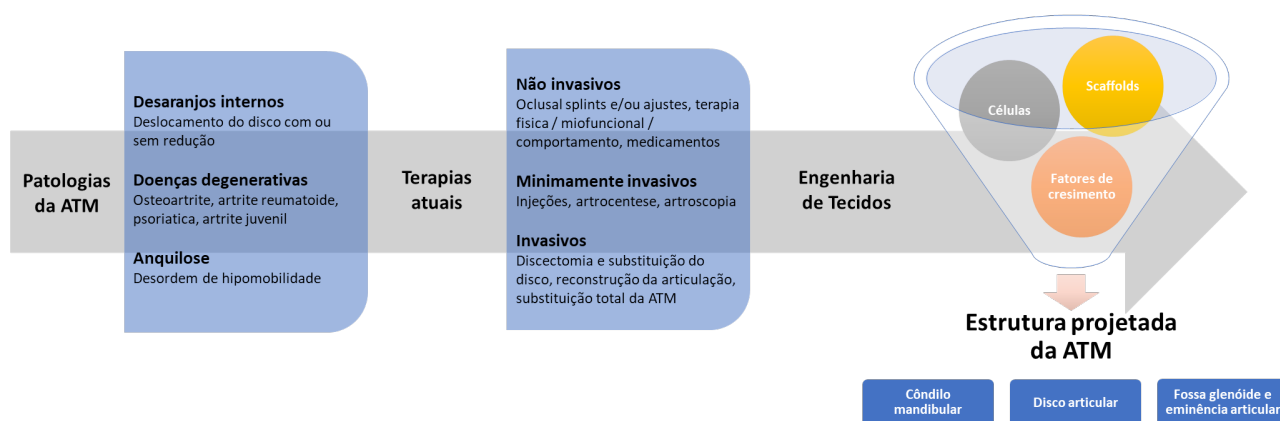 Patologias
da ATM
Desaranjos internos
Deslocamento do disco com ou
sem redução
Doenças degenerativas
Osteoartrite, artrite reumatoide,
psoriatica, artrite juvenil
Anquilose
Desordem de hipomobilidade
Terapias
atuais
Não invasivos
Oclusal splints e/ou ajustes, terapia
fisica / miofuncional /
comportamento, medicamentos
Minimamente invasivos
Injeções, artrocentese, artroscopia
Invasivos
Discectomia e substituição do
disco, reconstrução da articulação,
substituição total da ATM
Engenharia
de Tecidos
Scaffolds
Células
Fatores de
cresimento
Estrutura projetada
da ATM
Côndilo
mandibular
Disco articular
Fossa glenóide e
eminência articular